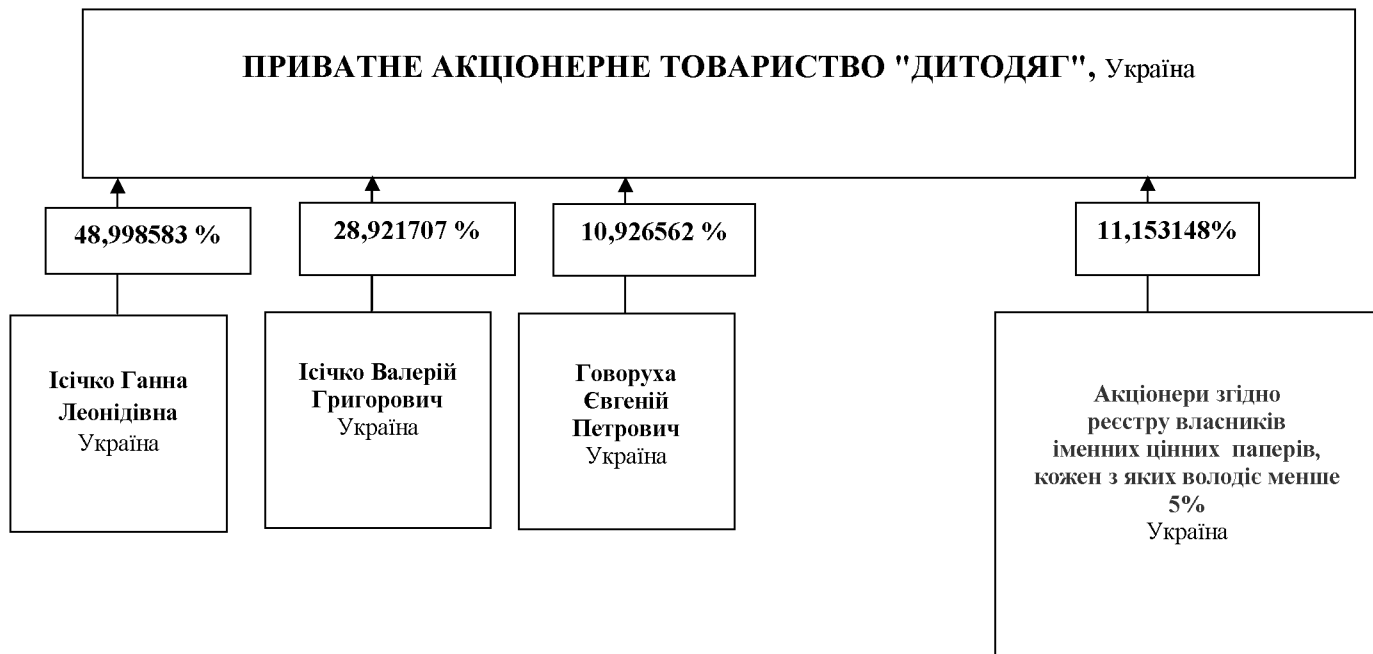 ПРИВАТНЕ АКЦІОНЕРНЕ ТОВАРИСТВО "ДИТОДЯГ", Україна
48,998583 %
28,921707 %
10,926562 %
11,153148%
Ісічко Ганна
Леонідівна
Україна
Ісічко Валерій
Григорович
Україна
Говоруха
Євгеній
Петрович
Україна
Акціонери згідно
реєстру власників
іменних цінних паперів,
кожен з яких володіє менше
5%
Україна